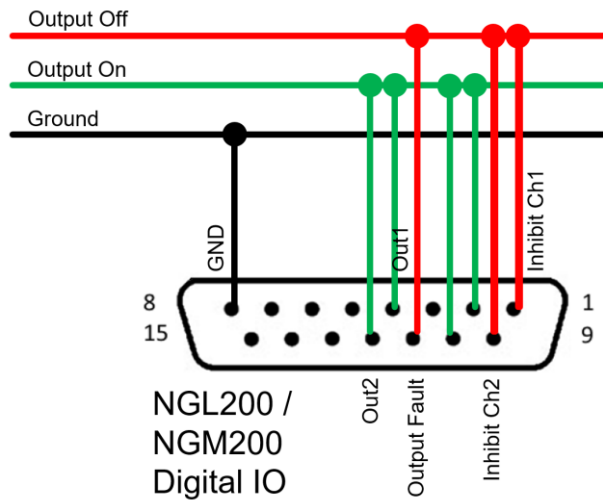 Output Off
Output On
Ground
GND
Out1
Inhibit Ch1
8
1
15
9
Out2
Output Fault
Inhibit Ch2
NGL200 /
NGM200
Digital IO